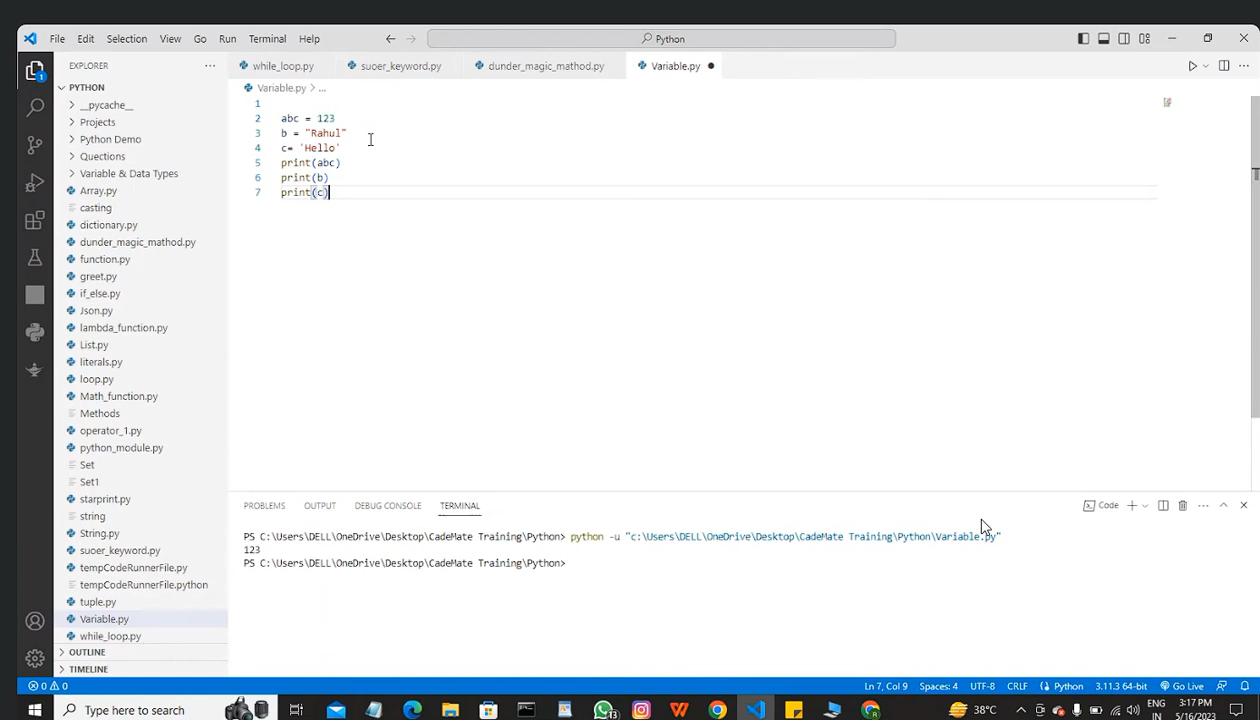 File Edit Selection View Go Run Terminal Help
Python
EXPLORER
while_loop.py suoer_keyword.py dunder_magic_mathod.py Variable.py
PYTHON
Variable.py > ...
__pycache__
Projects
Python Demo
Quections
Variable & Data Types
Array.py
casting
dictionary.py
dunder_magic_mathod.py
function.py
greet.py
if_else.py
Json.py
lambda_function.py
List.py
literals.py
loop.py
Math_function.py
Methods
operator_1.py
python_module.py
Set
Set1
starprint.py
string
String.py
suoer_keyword.py
tempCodeRunnerFile.py
tempCodeRunnerFile.python
tuple.py
Variable.py
while_loop.py
OUTLINE
TIMELINE
1
2 abc = 123
3 b = "Rahul"
4 c= 'Hello'
5 print(abc)
6 print(b)
7 print(c)
PROBLEMS OUTPUT DEBUG CONSOLE TERMINAL
Code
PS C:\Users\DELL\OneDrive\Desktop\CadeMate Training\Python> python -u "c:\Users\DELL\OneDrive\Desktop\CadeMate Training\Python\Variable.py"
123
PS C:\Users\DELL\OneDrive\Desktop\CadeMate Training\Python>
0 0 Ln 7, Col 9 Spaces: 4 UTF-8 CRLF Python 3.11.3 64-bit Go Live
Type here to search
13
38°C
ENG
IN
3:17 PM
5/16/2023